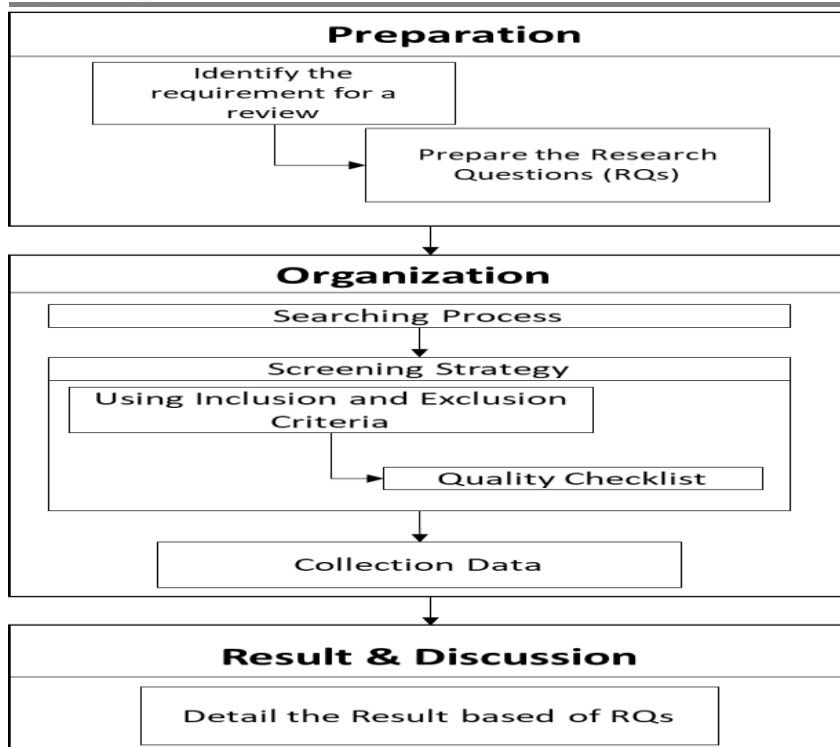 Preparation
Identify the
requirement for a
review
Prepare the Research
Questions (RQs)
Organization
Searching Process
Screening Strategy
Using Inclusion and Exclusion
Criteria
Quality Checklist
Collection Data
Result & Discussion
Detail the Result based of RQs